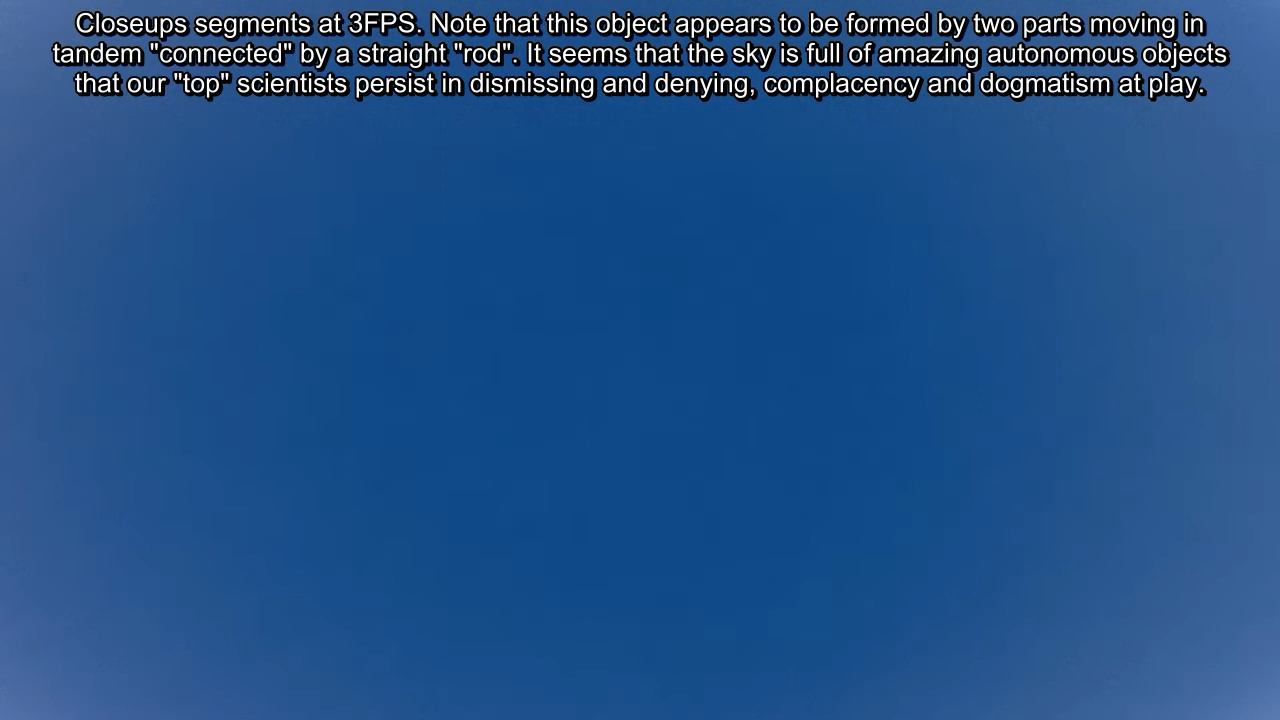 Closeups segments at 3FPS. Note that this object appears to be formed by two parts moving in
tandem "connected" by a straight "rod". It seems that the sky is full of amazing autonomous objects
that our "top" scientists persist in dismissing and denying, complacency and dogmatism at play.